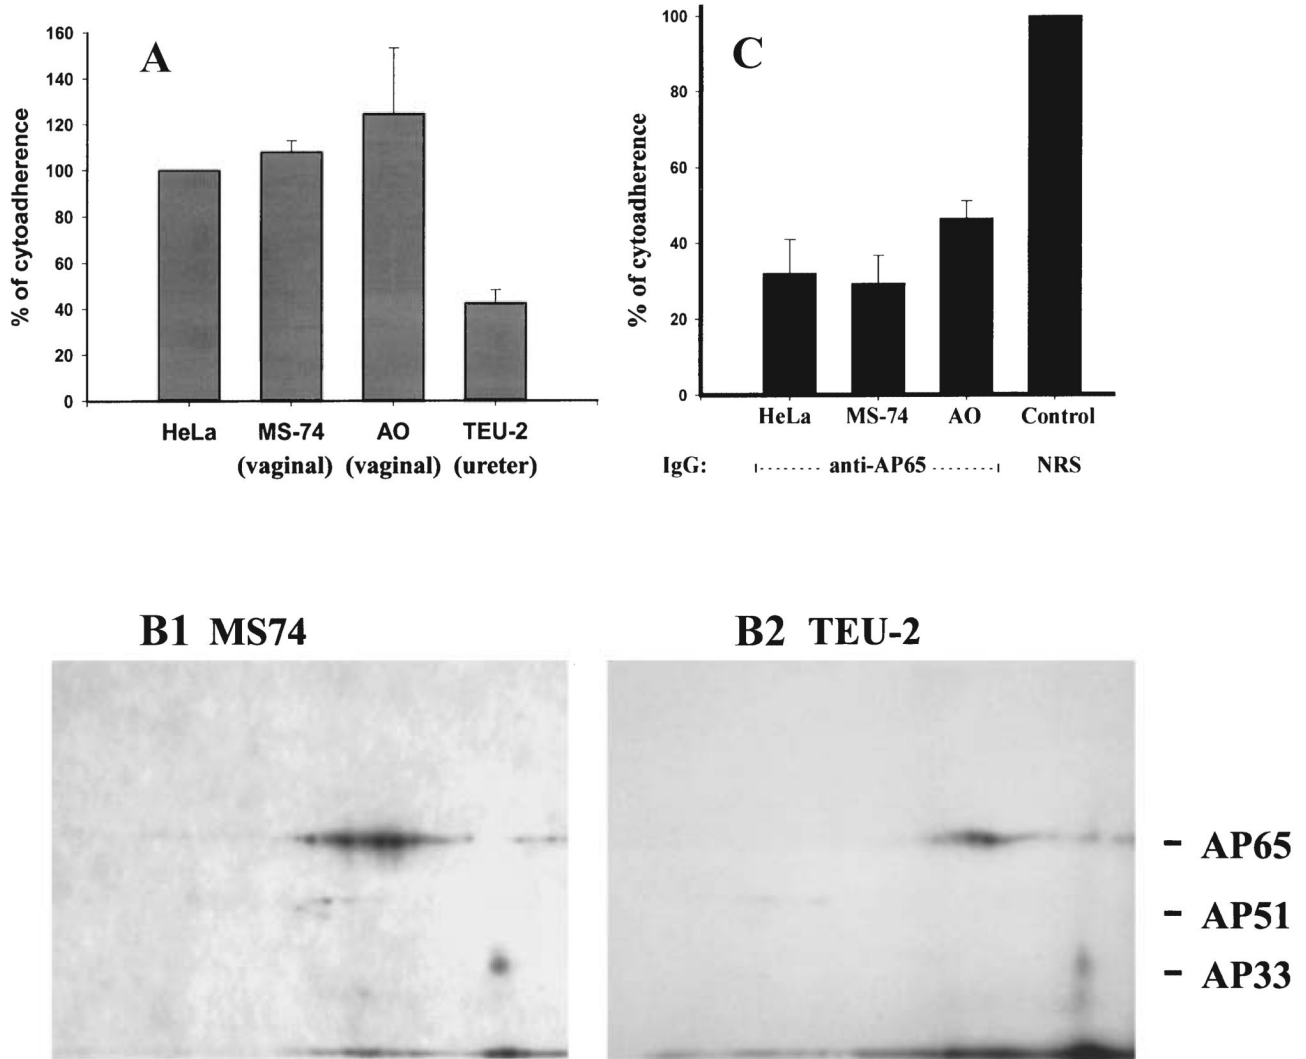 A
% of cytoadherence
160
140
120
100
80
60
40
20
0
HeLa MS-74 AO TEU-2
(vaginal) (vaginal) (ureter)
C
% of cytoadherence
100
80
60
40
20
0
HeLa MS-74 AO Control
IgG: anti-AP65 NRS
B1 MS74
B2 TEU-2
- AP65
- AP51
- AP33